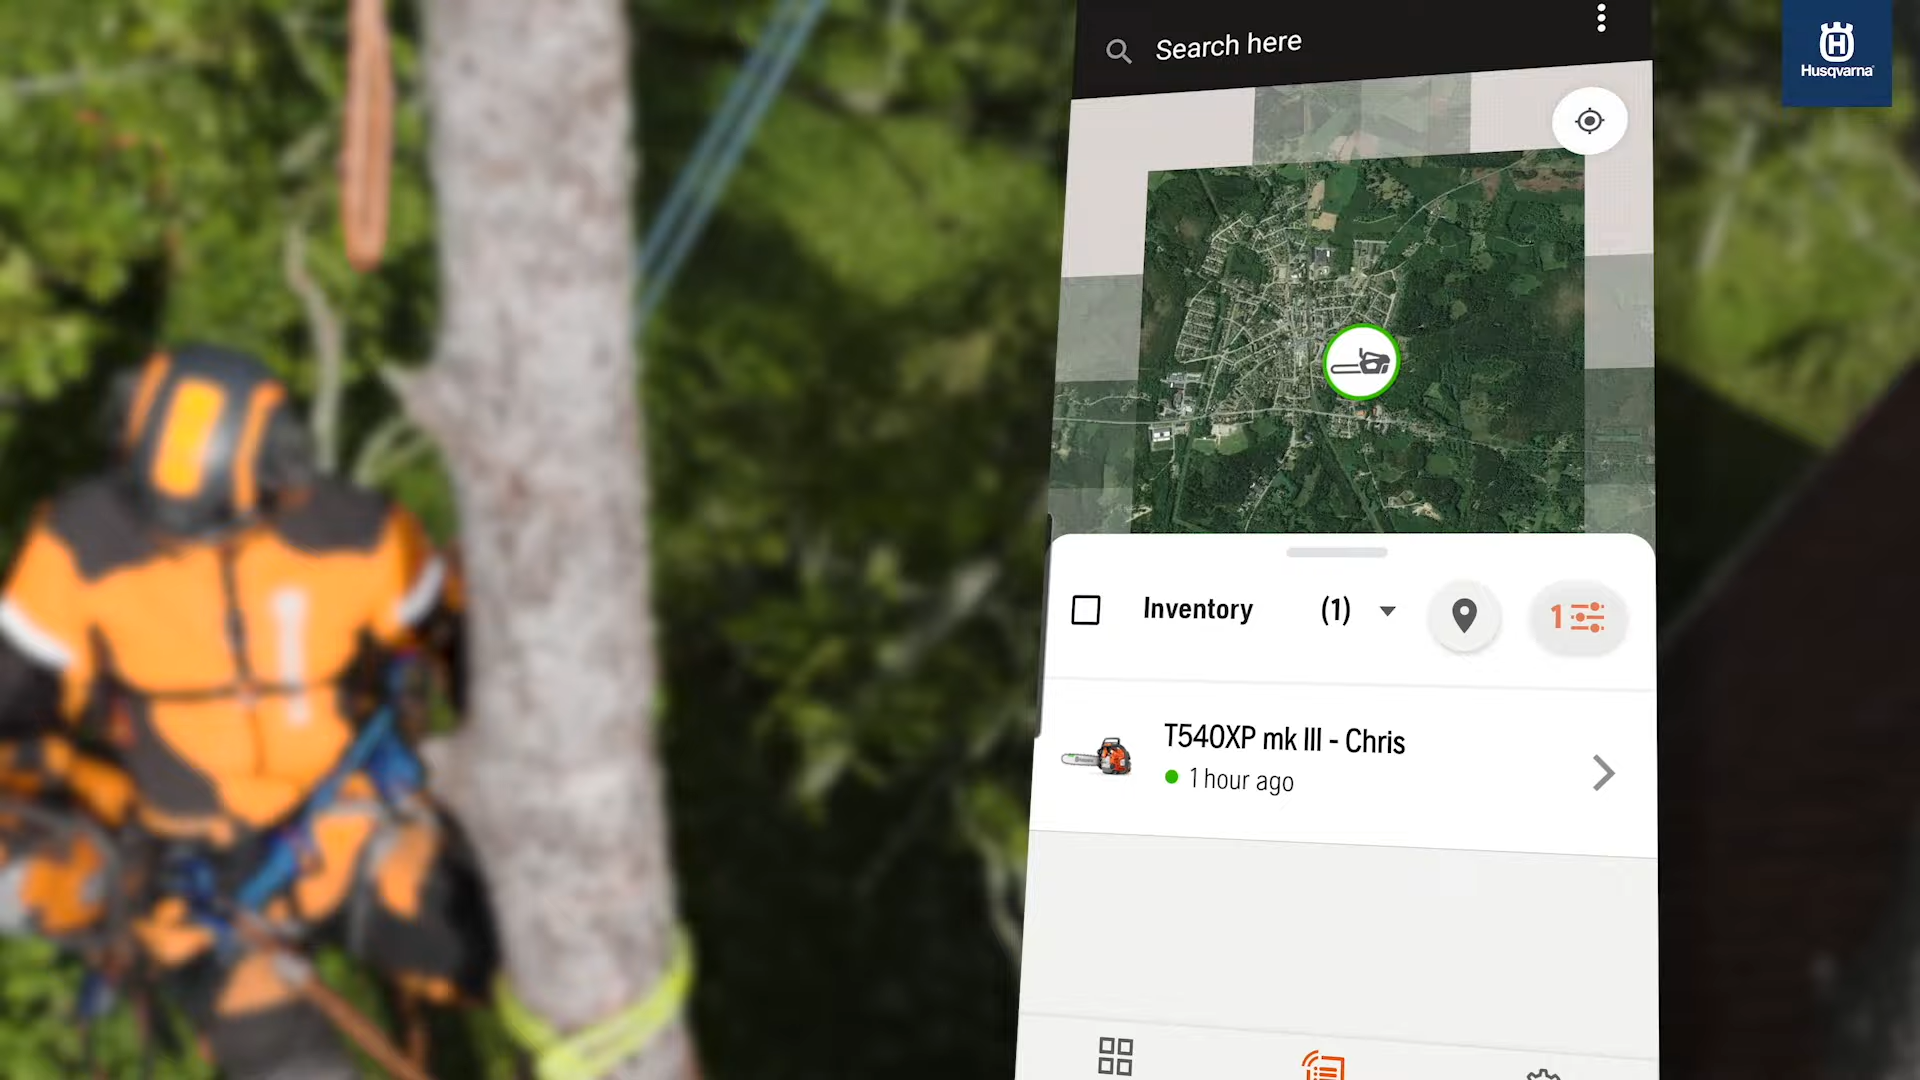 Search here
Husqvarna
Inventory (1)
1
T540XP mk III - Chris
1 hour ago